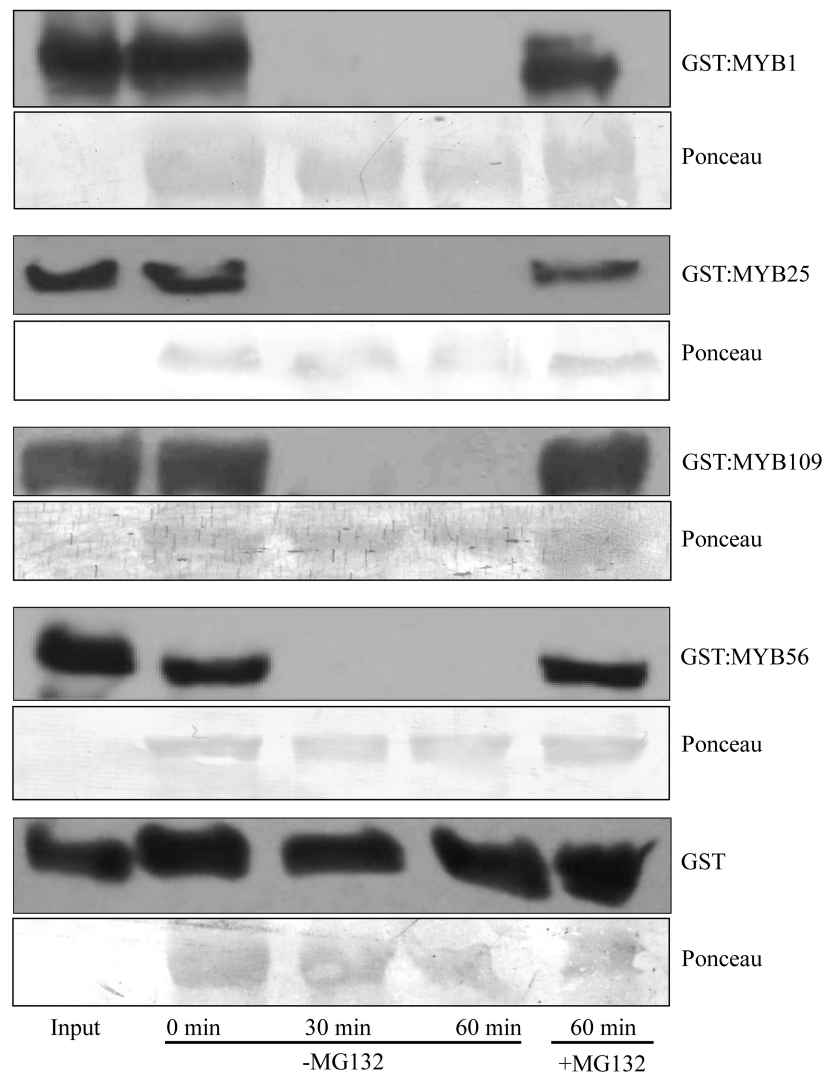 GST:MYB1
Ponceau
GST:MYB25
Ponceau
GST:MYB109
Ponceau
GST:MYB56
Ponceau
GST
Ponceau
Input 0 min 30 min 60 min 60 min
-MG132 +MG132